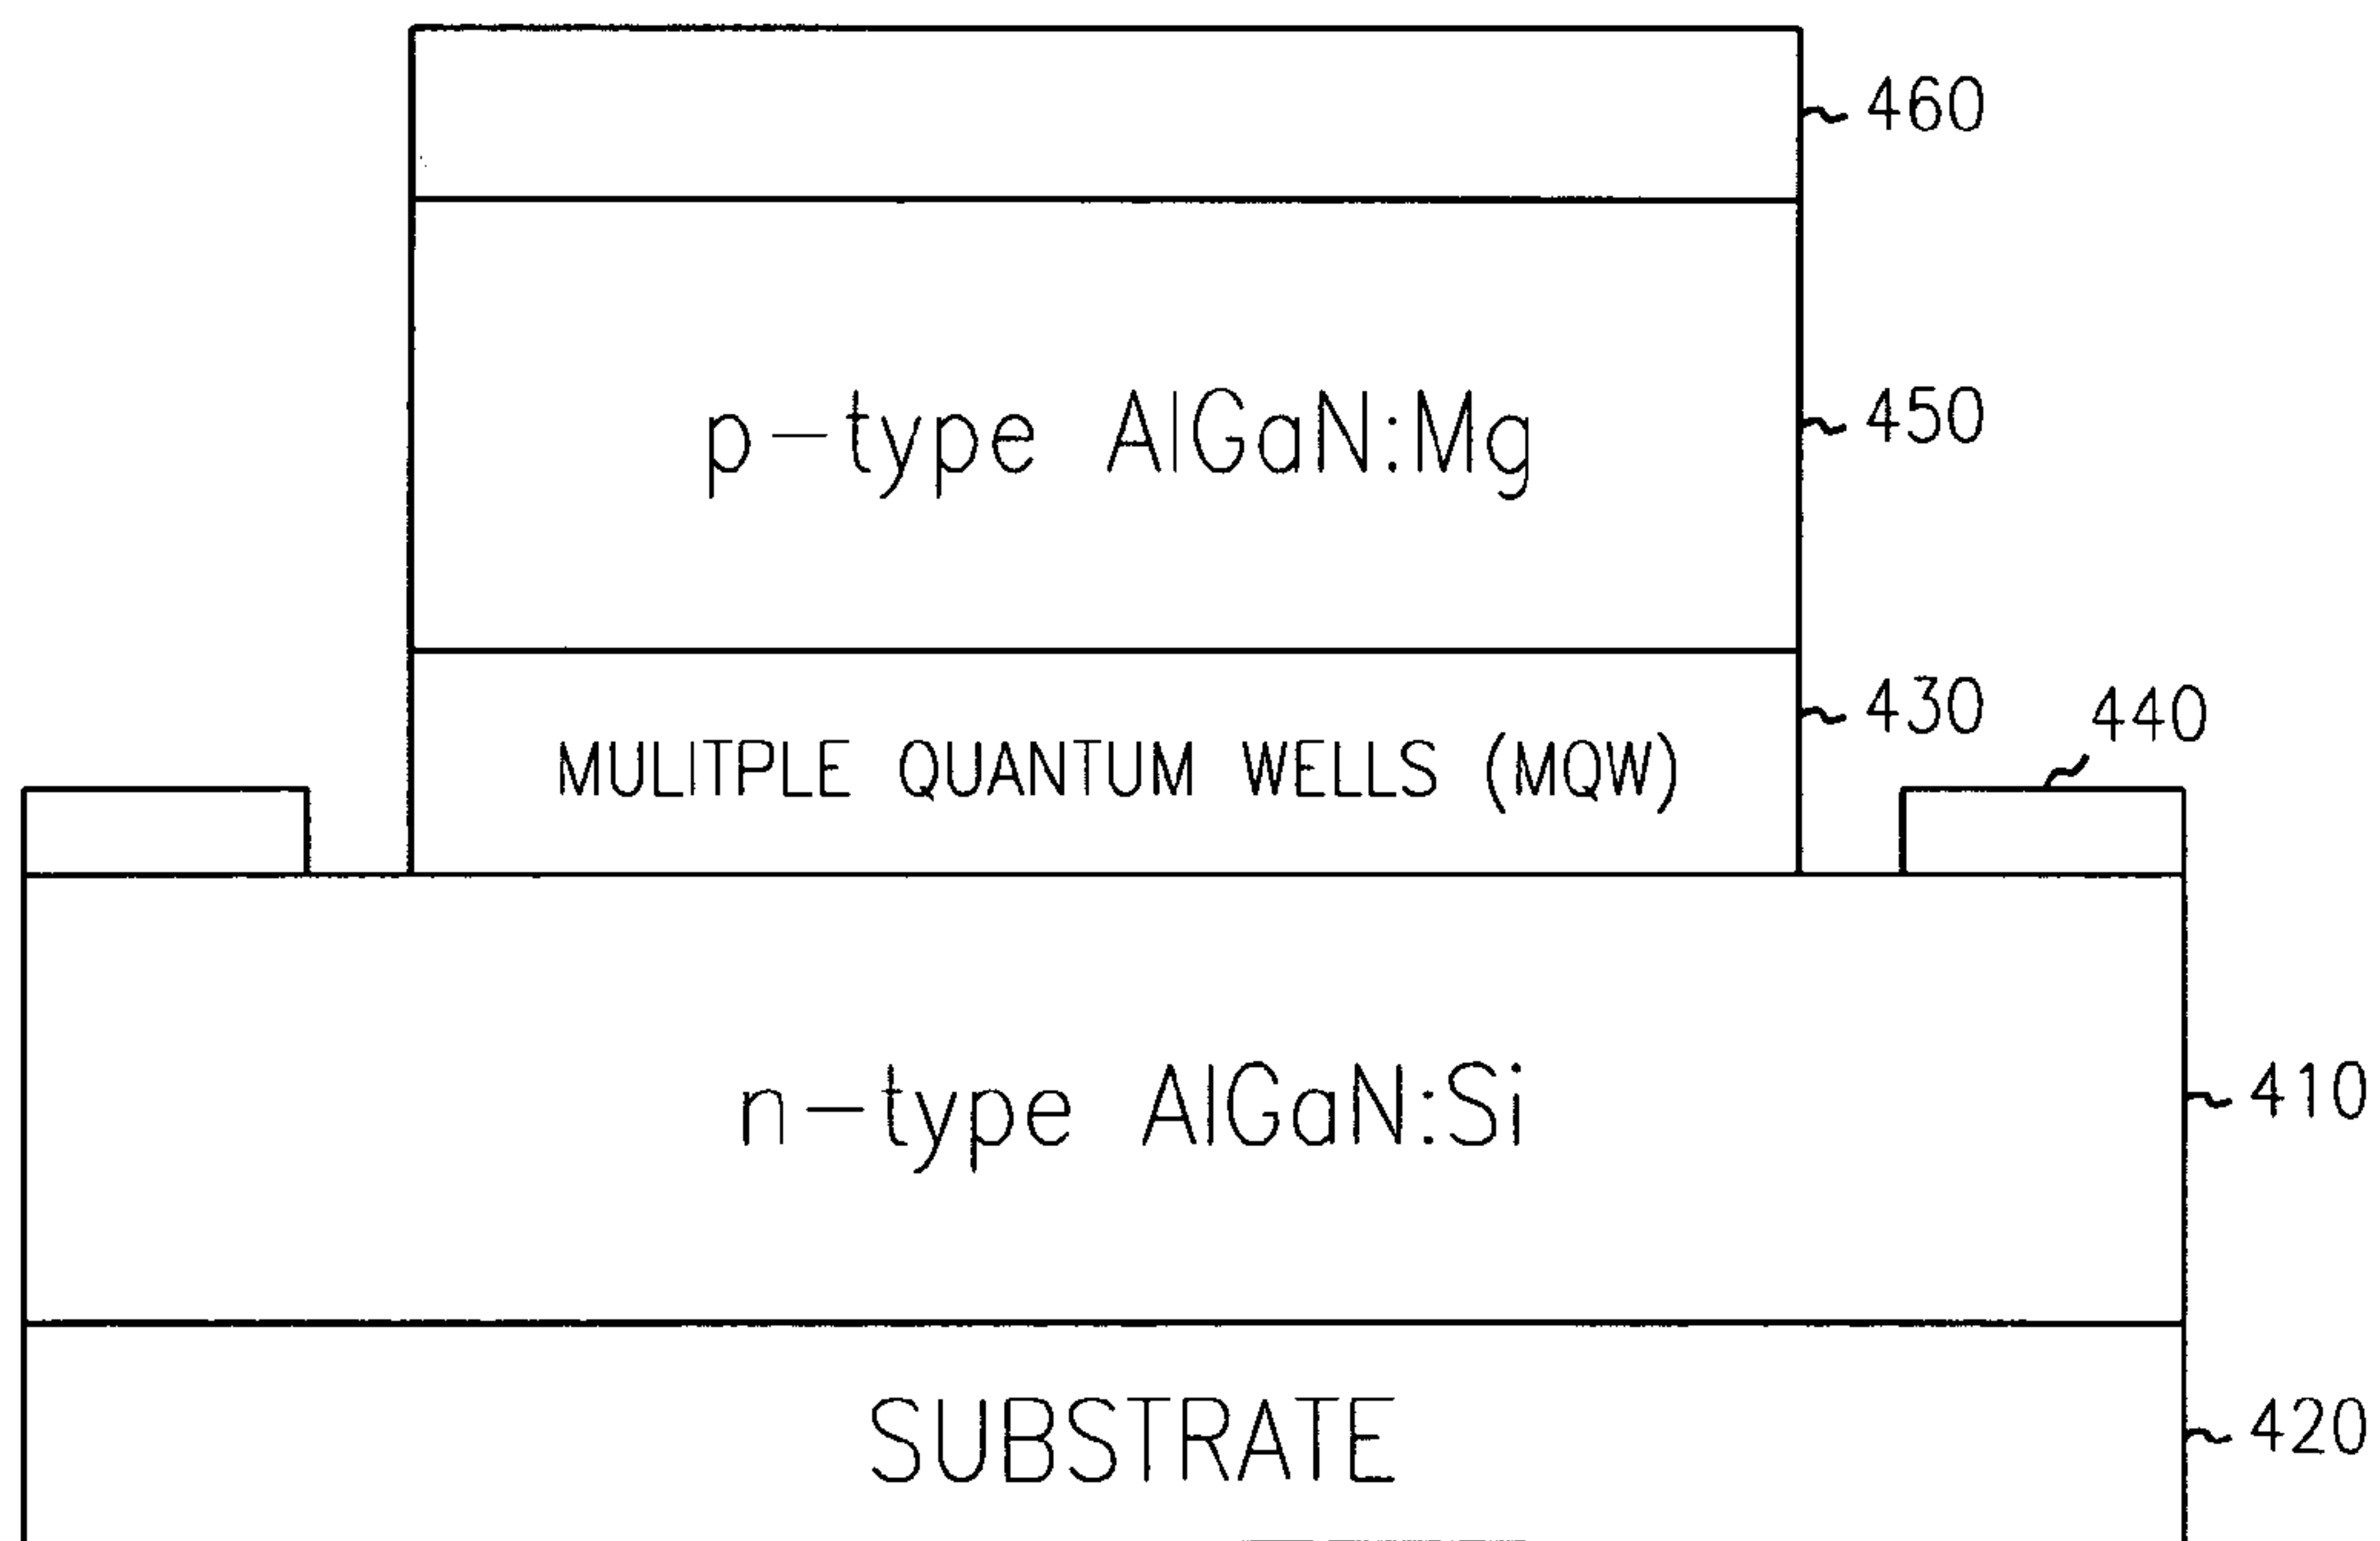 460
p-type AlGaN:Mg
450
430
440
MULITPLE QUANTUM WELLS (MQW)
n-type AlGaN:Si
410
SUBSTRATE
420